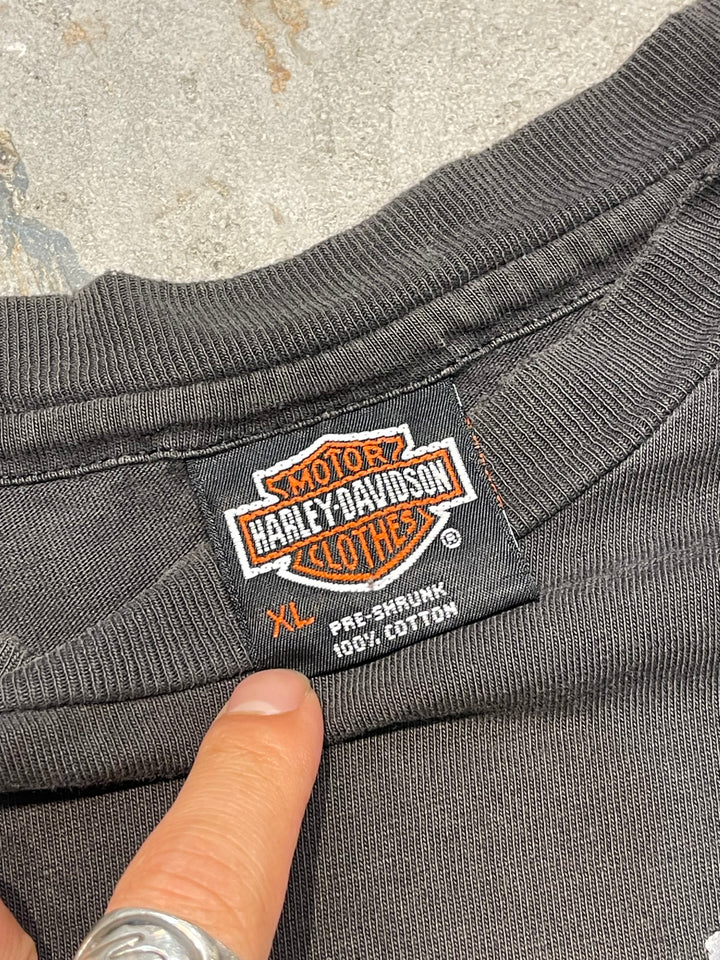 MOTOR
HARLEY-DAVIDSON
CLOTHES
®
XL
PRE-SHRUNK
100% COTTON